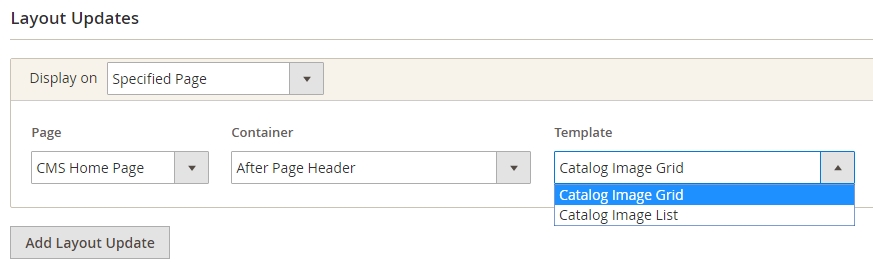 Layout Updates
Display on Specified Page
Page Container Template
CMS Home Page After Page Header Catalog Image Grid
Catalog Image Grid
Catalog Image List
Add Layout Update